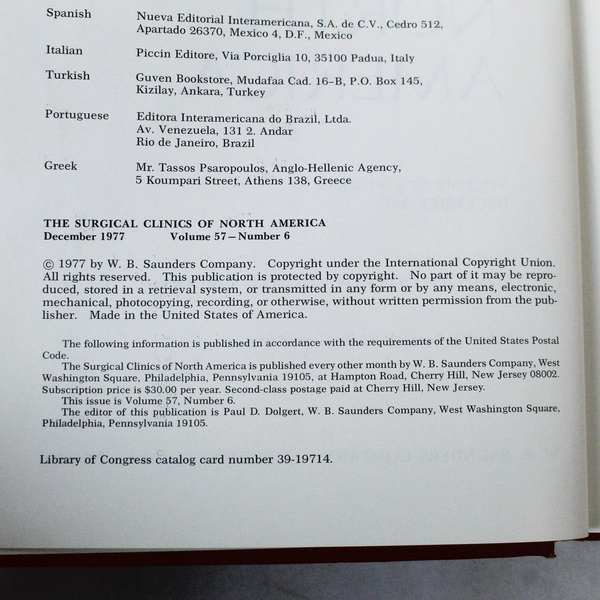 Spanish Nueva Editorial Interamericana, S.A. de C.V., Cedro 512,
Apartado 26370, Mexico 4, D.F., Mexico
Italian Piccin Editore, Via Porciglia 10, 35100 Padua, Italy
Turkish Guven Bookstore, Mudafaa Cad. 16–B, P.O. Box 145,
Kizilay, Ankara, Turkey
Portuguese Editora Interamericana do Brazil, Ltda.
Av. Venezuela, 131 2. Andar
Rio de Janeiro, Brazil
Greek Mr. Tassos Psaropoulos, Anglo-Hellenic Agency,
5 Koumpari Street, Athens 138, Greece
THE SURGICAL CLINICS OF NORTH AMERICA
December 1977 Volume 57–Number 6
© 1977 by W. B. Saunders Company. Copyright under the International Copyright Union.
All rights reserved. This publication is protected by copyright. No part of it may be repro-
duced, stored in a retrieval system, or transmitted in any form or by any means, electronic,
mechanical, photocopying, recording, or otherwise, without written permission from the pub-
lisher. Made in the United States of America.
The following information is published in accordance with the requirements of the United States Postal
Code.
The Surgical Clinics of North America is published every other month by W. B. Saunders Company, West
Washington Square, Philadelphia, Pennsylvania 19105, at Hampton Road, Cherry Hill, New Jersey 08002.
Subscription price is $30.00 per year. Second-class postage paid at Cherry Hill, New Jersey.
This issue is Volume 57, Number 6.
The editor of this publication is Paul D. Dolgert, W. B. Saunders Company, West Washington Square,
Philadelphia, Pennsylvania 19105.
Library of Congress catalog card number 39-19714.